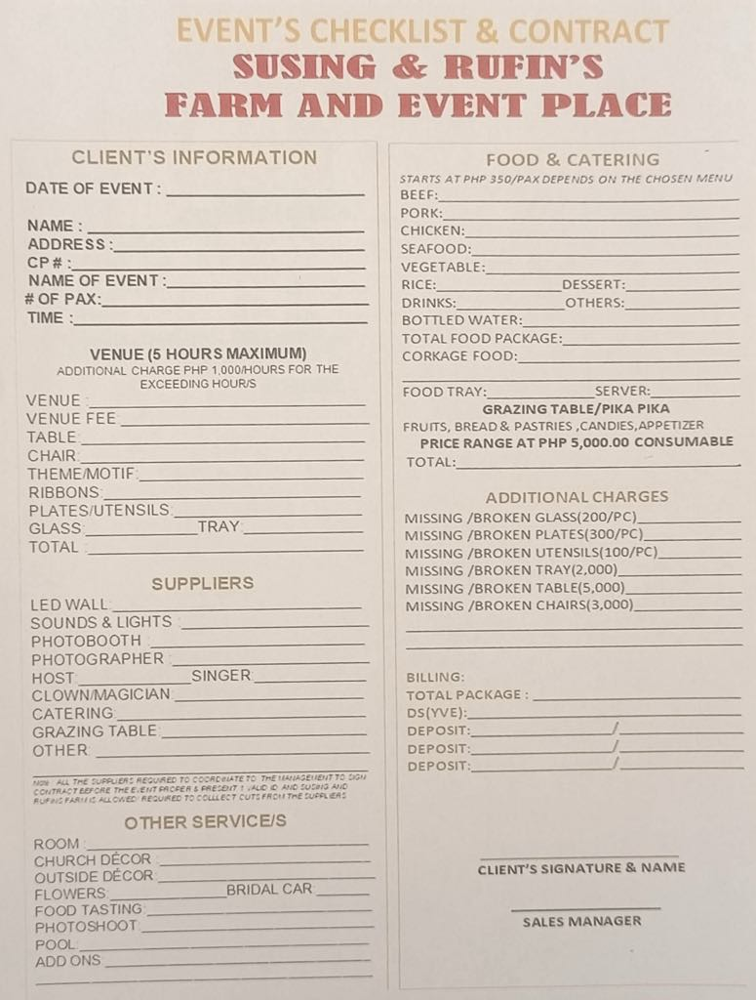 EVENT'S CHECKLIST & CONTRACT
SUSING & RUFIN'S
FARM AND EVENT PLACE
CLIENT'S INFORMATION
DATE OF EVENT :
NAME :
ADDRESS :
CP # :
NAME OF EVENT :
# OF PAX:
TIME :
VENUE (5 HOURS MAXIMUM)
ADDITIONAL CHARGE PHP 1,000/HOURS FOR THE
EXCEEDING HOUR/S
VENUE :
VENUE FEE:
TABLE:
CHAIR:
THEME/MOTIF:
RIBBONS:
PLATES/UTENSILS:
GLASS: TRAY:
TOTAL :
SUPPLIERS
LED WALL:
SOUNDS & LIGHTS :
PHOTOBOOTH :
PHOTOGRAPHER :
HOST: SINGER:
CLOWN/MAGICIAN:
CATERING:
GRAZING TABLE:
OTHER:
NOTE: ALL THE SUPPLIERS REQUIRED TO COORDINATE TO THE MANAGEMENT TO SIGN
CONTRACT BEFORE THE EVENT PROPER & PRESENT 1 VALID ID AND SUSING AND
RUFINS FARM IS ALLOWED/ REQUIRED TO COLLLECT CUTS FROM THE SUPPLIERS
OTHER SERVICE/S
ROOM :
CHURCH DÉCOR :
OUTSIDE DÉCOR:
FLOWERS: BRIDAL CAR:
FOOD TASTING:
PHOTOSHOOT:
POOL:
ADD ONS:
FOOD & CATERING
STARTS AT PHP 350/PAX DEPENDS ON THE CHOSEN MENU
BEEF:
PORK:
CHICKEN:
SEAFOOD:
VEGETABLE:
RICE: DESSERT:
DRINKS: OTHERS:
BOTTLED WATER:
TOTAL FOOD PACKAGE:
CORKAGE FOOD:
FOOD TRAY: SERVER:
GRAZING TABLE/PIKA PIKA
FRUITS, BREAD & PASTRIES ,CANDIES,APPETIZER
PRICE RANGE AT PHP 5,000.00 CONSUMABLE
TOTAL:
ADDITIONAL CHARGES
MISSING /BROKEN GLASS(200/PC)
MISSING /BROKEN PLATES(300/PC)
MISSING /BROKEN UTENSILS(100/PC)
MISSING /BROKEN TRAY(2,000)
MISSING /BROKEN TABLE(5,000)
MISSING /BROKEN CHAIRS(3,000)
BILLING:
TOTAL PACKAGE :
DS(YVE):
DEPOSIT: /
DEPOSIT: /
DEPOSIT: /
CLIENT'S SIGNATURE & NAME
SALES MANAGER